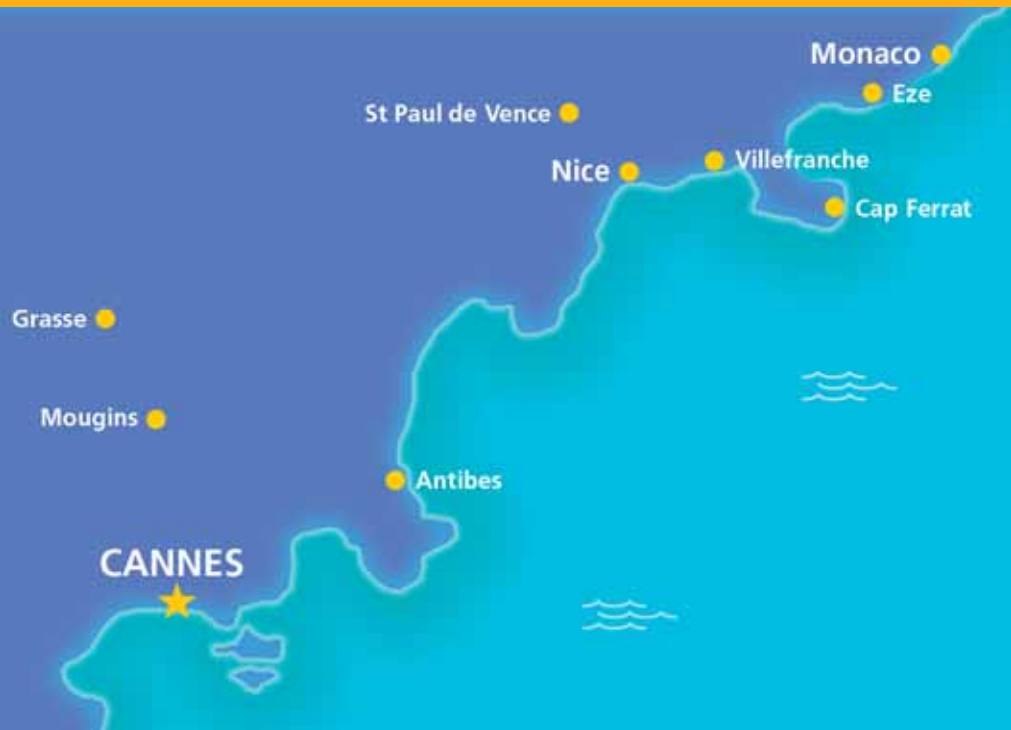 Monaco
Eze
St Paul de Vence
Villefranche
Nice
Cap Ferrat
Grasse
Mougins
Antibes
CANNES